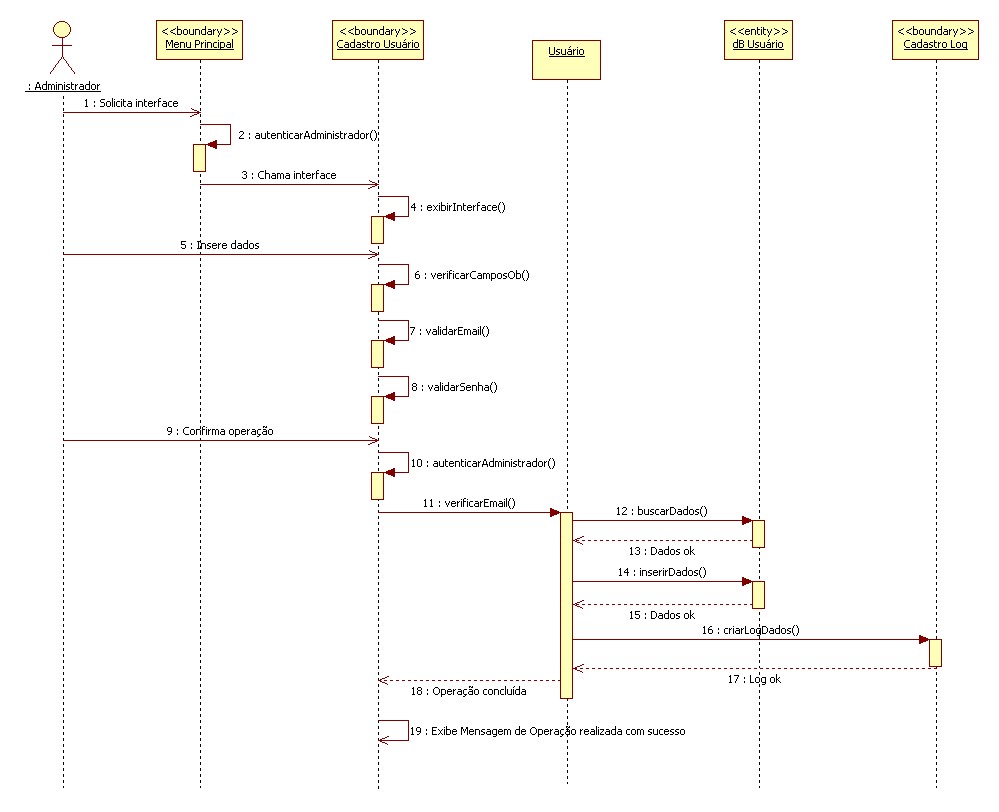 <<boundary>>
Menu Principal
<<boundary>>
Cadastro Usuário
Usuário
<<entity>>
dB Usuário
<<boundary>>
Cadastro Log
: Administrador
1 : Solicita interface
2 : autenticarAdministrador()
3 : Chama interface
4 : exibirInterface()
5 : Insere dados
6 : verificarCamposOb()
7 : validarEmail()
8 : validarSenha()
9 : Confirma operação
10 : autenticarAdministrador()
11 : verificarEmail()
12 : buscarDados()
13 : Dados ok
14 : inserirDados()
15 : Dados ok
16 : criarLogDados()
17 : Log ok
18 : Operação concluída
19 : Exibe Mensagem de Operação realizada com sucesso